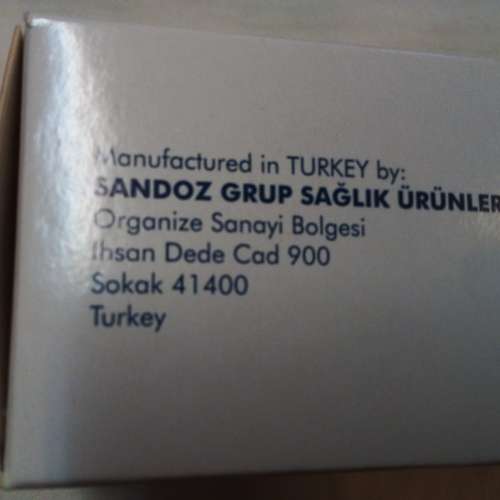 Manufactured in TURKEY by:
SANDOZ GRUP SAĞLIK ÜRÜNLER
Organize Sanayi Bolgesi
Ihsan Dede Cad 900
Sokak 41400
Turkey